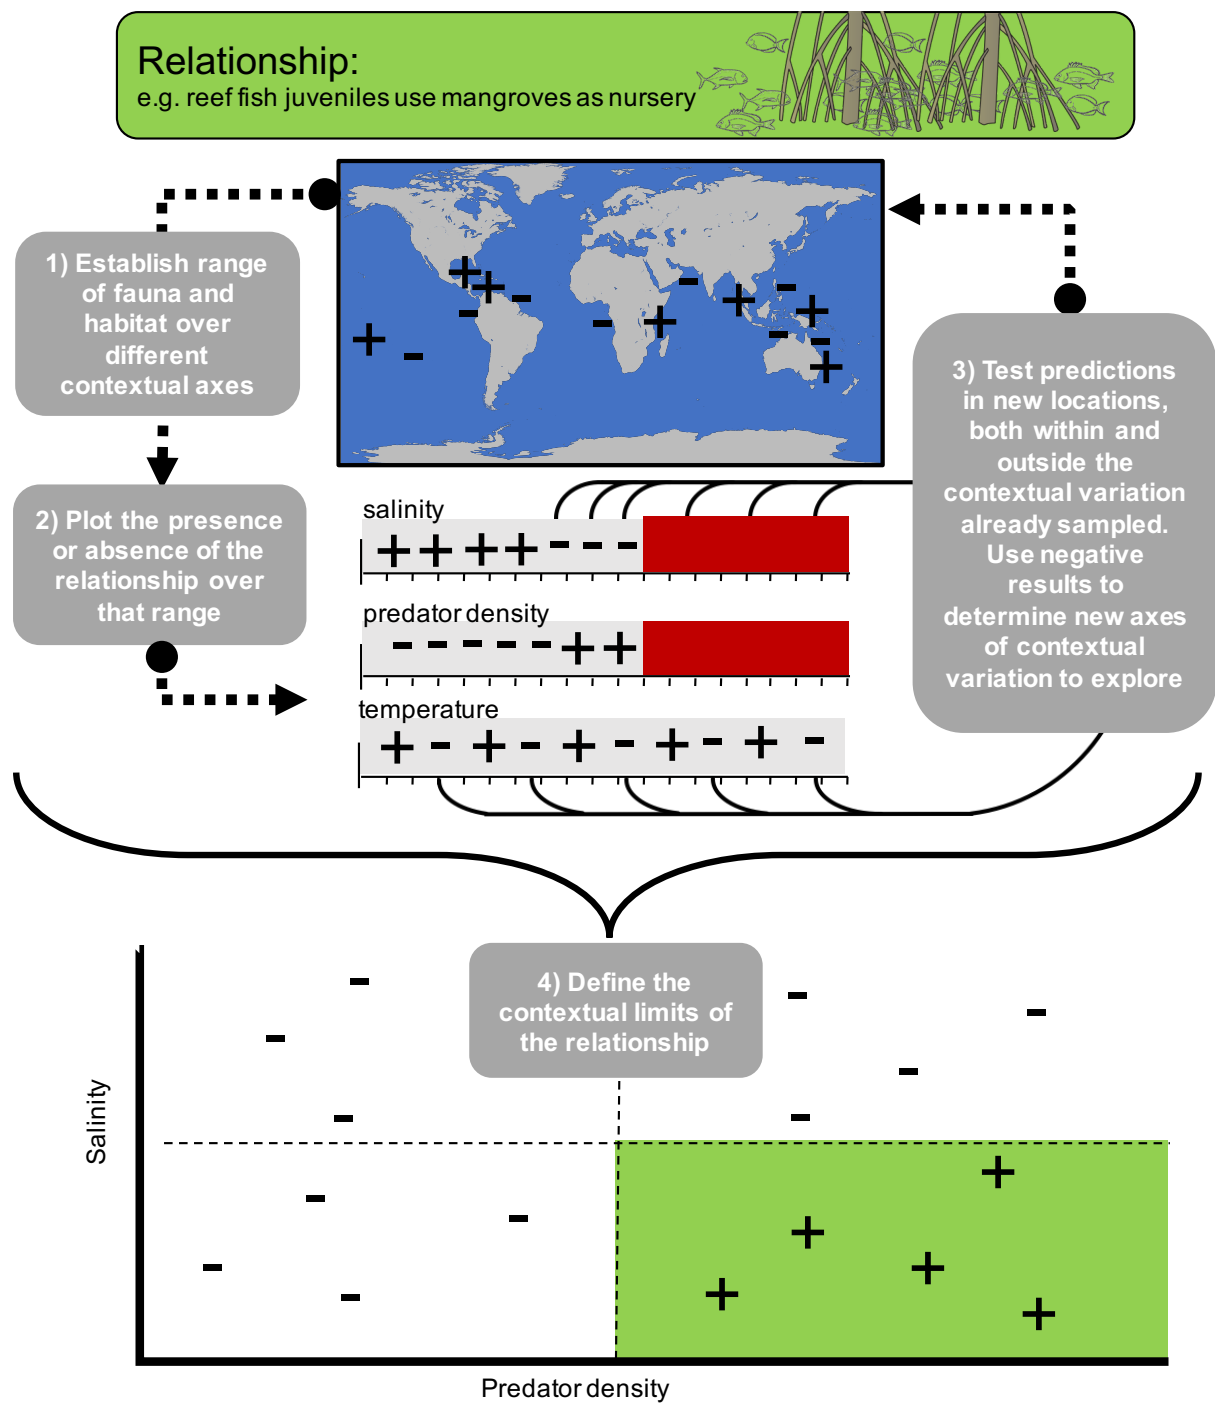 Relationship:
e.g. reef fish juveniles use mangroves as nursery
1) Establish range
of fauna and
habitat over
different
contextual axes
2) Plot the presence
or absence of the
relationship over
that range
salinity
predator density
temperature
3) Test predictions
in new locations,
both within and
outside the
contextual variation
already sampled.
Use negative
results to
determine new axes
of contextual
variation to explore
4) Define the
contextual limits of
the relationship
Salinity
Predator density